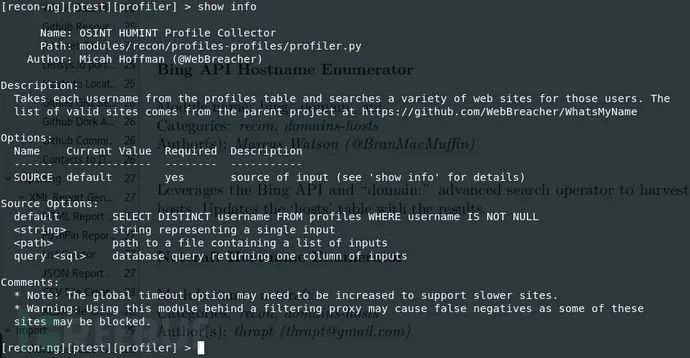 [recon-ng][ptest][profiler] > show info
Name: OSINT HUMINT Profile Collector
Path: modules/recon/profiles-profiles/profiler.py
Author: Micah Hoffman (@WebBreacher)
Bing API Hostname Enumerator
Description:
Takes each username from the profiles table and searches a variety of web sites for those users. The
list of valid sites comes from the parent project at https://github.com/WebBreacher/WhatsMyName
Categories: recon, domains-hosts
Author(s): Marcus Watson (@BranMacMuffin)
Options:
Name Current Value Required Description
---- ------------- -------- -----------
SOURCE default yes source of input (see 'show info' for details)
Leverages the Bing API and “domain:” advanced search operator to harvest
hosts. Updates the ‘hosts’ table with the results.
Source Options:
default SELECT DISTINCT username FROM profiles WHERE username IS NOT NULL
<string> string representing a single input
<path> path to a file containing a list of inputs
query <sql> database query returning one column of inputs
JSON Report ... 27
Comments:
* Note: The global timeout option may need to be increased to support slower sites.
* Warning: Using this module behind a filtering proxy may cause false negatives as some of these
sites may be blocked.
Author(s): thrapt (thrapt@gmail.com)
[recon-ng][ptest][profiler] >